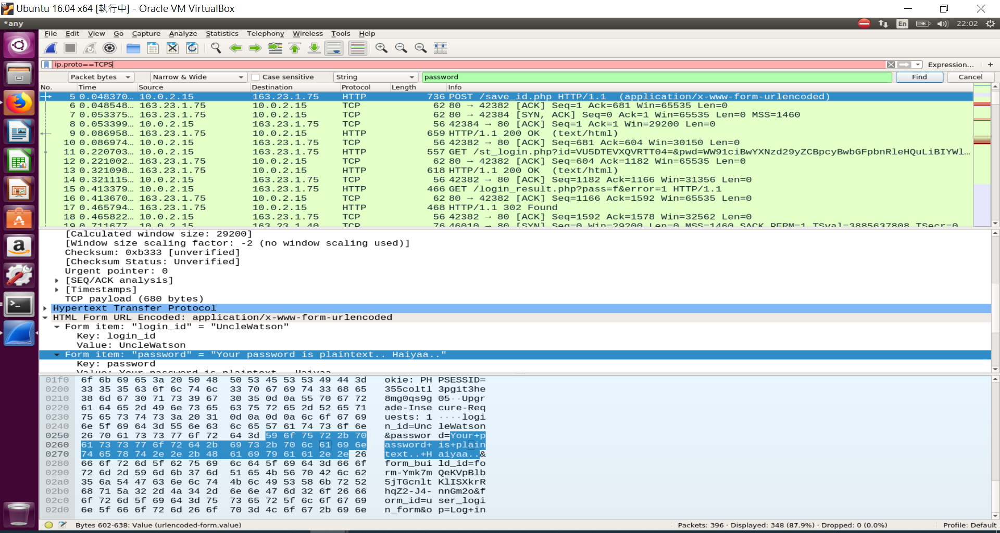 Ubuntu 16.04 x64 [執行中] - Oracle VM VirtualBox
*any
En
22:02
File Edit View Go Capture Analyze Statistics Telephony Wireless Tools Help
ip.proto==TCPS
Expression... +
Packet bytes Narrow & Wide Case sensitive String password Find Cancel
No. Time Source Destination Protocol Length Info
5 0.048370... 10.0.2.15 163.23.1.75 HTTP 736 POST /save_id.php HTTP/1.1 (application/x-www-form-urlencoded)
6 0.048548... 163.23.1.75 10.0.2.15 TCP 62 80 → 42382 [ACK] Seq=1 Ack=681 Win=65535 Len=0
7 0.053375... 163.23.1.75 10.0.2.15 TCP 62 80 → 42384 [SYN, ACK] Seq=0 Ack=1 Win=65535 Len=0 MSS=1460
8 0.053399... 10.0.2.15 163.23.1.75 TCP 56 42384 → 80 [ACK] Seq=1 Ack=1 Win=29200 Len=0
9 0.086958... 163.23.1.75 10.0.2.15 HTTP 659 HTTP/1.1 200 OK (text/html)
10 0.086974... 10.0.2.15 163.23.1.75 TCP 56 42382 → 80 [ACK] Seq=681 Ack=604 Win=30150 Len=0
11 0.220703... 10.0.2.15 163.23.1.75 HTTP 557 GET /st_login.php?id=VU5DTEVXQVRTT04=&pwd=WW91ciBwYXNzd29yZCBpcyBwbGFpbnRleHQuLiBIYWl...
12 0.221002... 163.23.1.75 10.0.2.15 TCP 62 80 → 42382 [ACK] Seq=604 Ack=1182 Win=65535 Len=0
13 0.321098... 163.23.1.75 10.0.2.15 HTTP 618 HTTP/1.1 200 OK (text/html)
14 0.321115... 10.0.2.15 163.23.1.75 TCP 56 42382 → 80 [ACK] Seq=1182 Ack=1166 Win=31356 Len=0
15 0.413379... 10.0.2.15 163.23.1.75 HTTP 466 GET /login_result.php?pass=f&error=1 HTTP/1.1
16 0.413670... 163.23.1.75 10.0.2.15 TCP 62 80 → 42382 [ACK] Seq=1166 Ack=1592 Win=65535 Len=0
17 0.465794... 163.23.1.75 10.0.2.15 HTTP 468 HTTP/1.1 302 Found
18 0.465822... 10.0.2.15 163.23.1.75 TCP 56 42382 → 80 [ACK] Seq=1592 Ack=1578 Win=32562 Len=0
19 0.711677... 10.0.2.15 163.23.1.40 TCP 76 46010 → 80 [SYN] Seq=0 Win=29200 Len=0 MSS=1460 SACK_PERM=1 TSval=3885637808 TSecr=0
[Calculated window size: 29200]
[Window size scaling factor: -2 (no window scaling used)]
Checksum: 0xb333 [unverified]
[Checksum Status: Unverified]
Urgent pointer: 0
[SEQ/ACK analysis]
[Timestamps]
TCP payload (680 bytes)
Hypertext Transfer Protocol
HTML Form URL Encoded: application/x-www-form-urlencoded
Form item: "login_id" = "UncleWatson"
Key: login_id
Value: UncleWatson
Form item: "password" = "Your password is plaintext.. Haiyaa.."
Key: password
Value: Your password is plaintext.. Haiyaa..
01f0 6f 6b 69 65 3a 20 50 48 50 53 45 53 53 49 44 3d okie: PH PSESSID=
0200 33 35 35 63 6f 6c 74 6c 33 70 67 69 74 33 68 65 355coltl 3pgit3he
0210 38 6d 67 30 71 73 39 67 30 35 0d 0a 55 70 67 72 8mg0qs9g 05··Upgr
0220 61 64 65 2d 49 6e 73 65 63 75 72 65 2d 52 65 71 ade-Inse cure-Req
0230 75 65 73 74 73 3a 20 31 0d 0a 0d 0a 6c 6f 67 69 uests: 1 ····logi
0240 6e 5f 69 64 3d 55 6e 63 6c 65 57 61 74 73 6f 6e n_id=Unc leWatson
0250 26 70 61 73 73 77 6f 72 64 3d 59 6f 75 72 2b 70 &passwor d=Your+p
0260 61 73 73 77 6f 72 64 2b 69 73 2b 70 6c 61 69 6e assword+ is+plain
0270 74 65 78 74 2e 2e 2b 48 61 69 79 61 61 2e 2e 26 text..+H aiyaa..&
0280 66 6f 72 6d 5f 62 75 69 6c 64 5f 69 64 3d 66 6f form_bui ld_id=fo
0290 72 6d 2d 59 6d 6b 37 6d 51 65 4b 56 70 42 6c 62 rm-Ymk7m QeKVpBlb
02a0 35 6a 54 47 63 6e 6c 74 4b 6c 49 53 58 6b 72 52 5jTGcnlt KlISXkrR
02b0 68 71 5a 32 2d 4a 34 2d 6e 6e 47 6d 32 6f 26 66 hqZ2-J4- nnGm2o&f
02c0 6f 72 6d 5f 69 64 3d 75 73 65 72 5f 6c 6f 67 69 orm_id=u ser_logi
02d0 6e 5f 66 6f 72 6d 26 6f 70 3d 4c 6f 67 2b 69 6e n_form&o p=Log+in
Bytes 602-638: Value (urlencoded-form.value)
Packets: 396 · Displayed: 348 (87.9%) · Dropped: 0 (0.0%)
Profile: Default